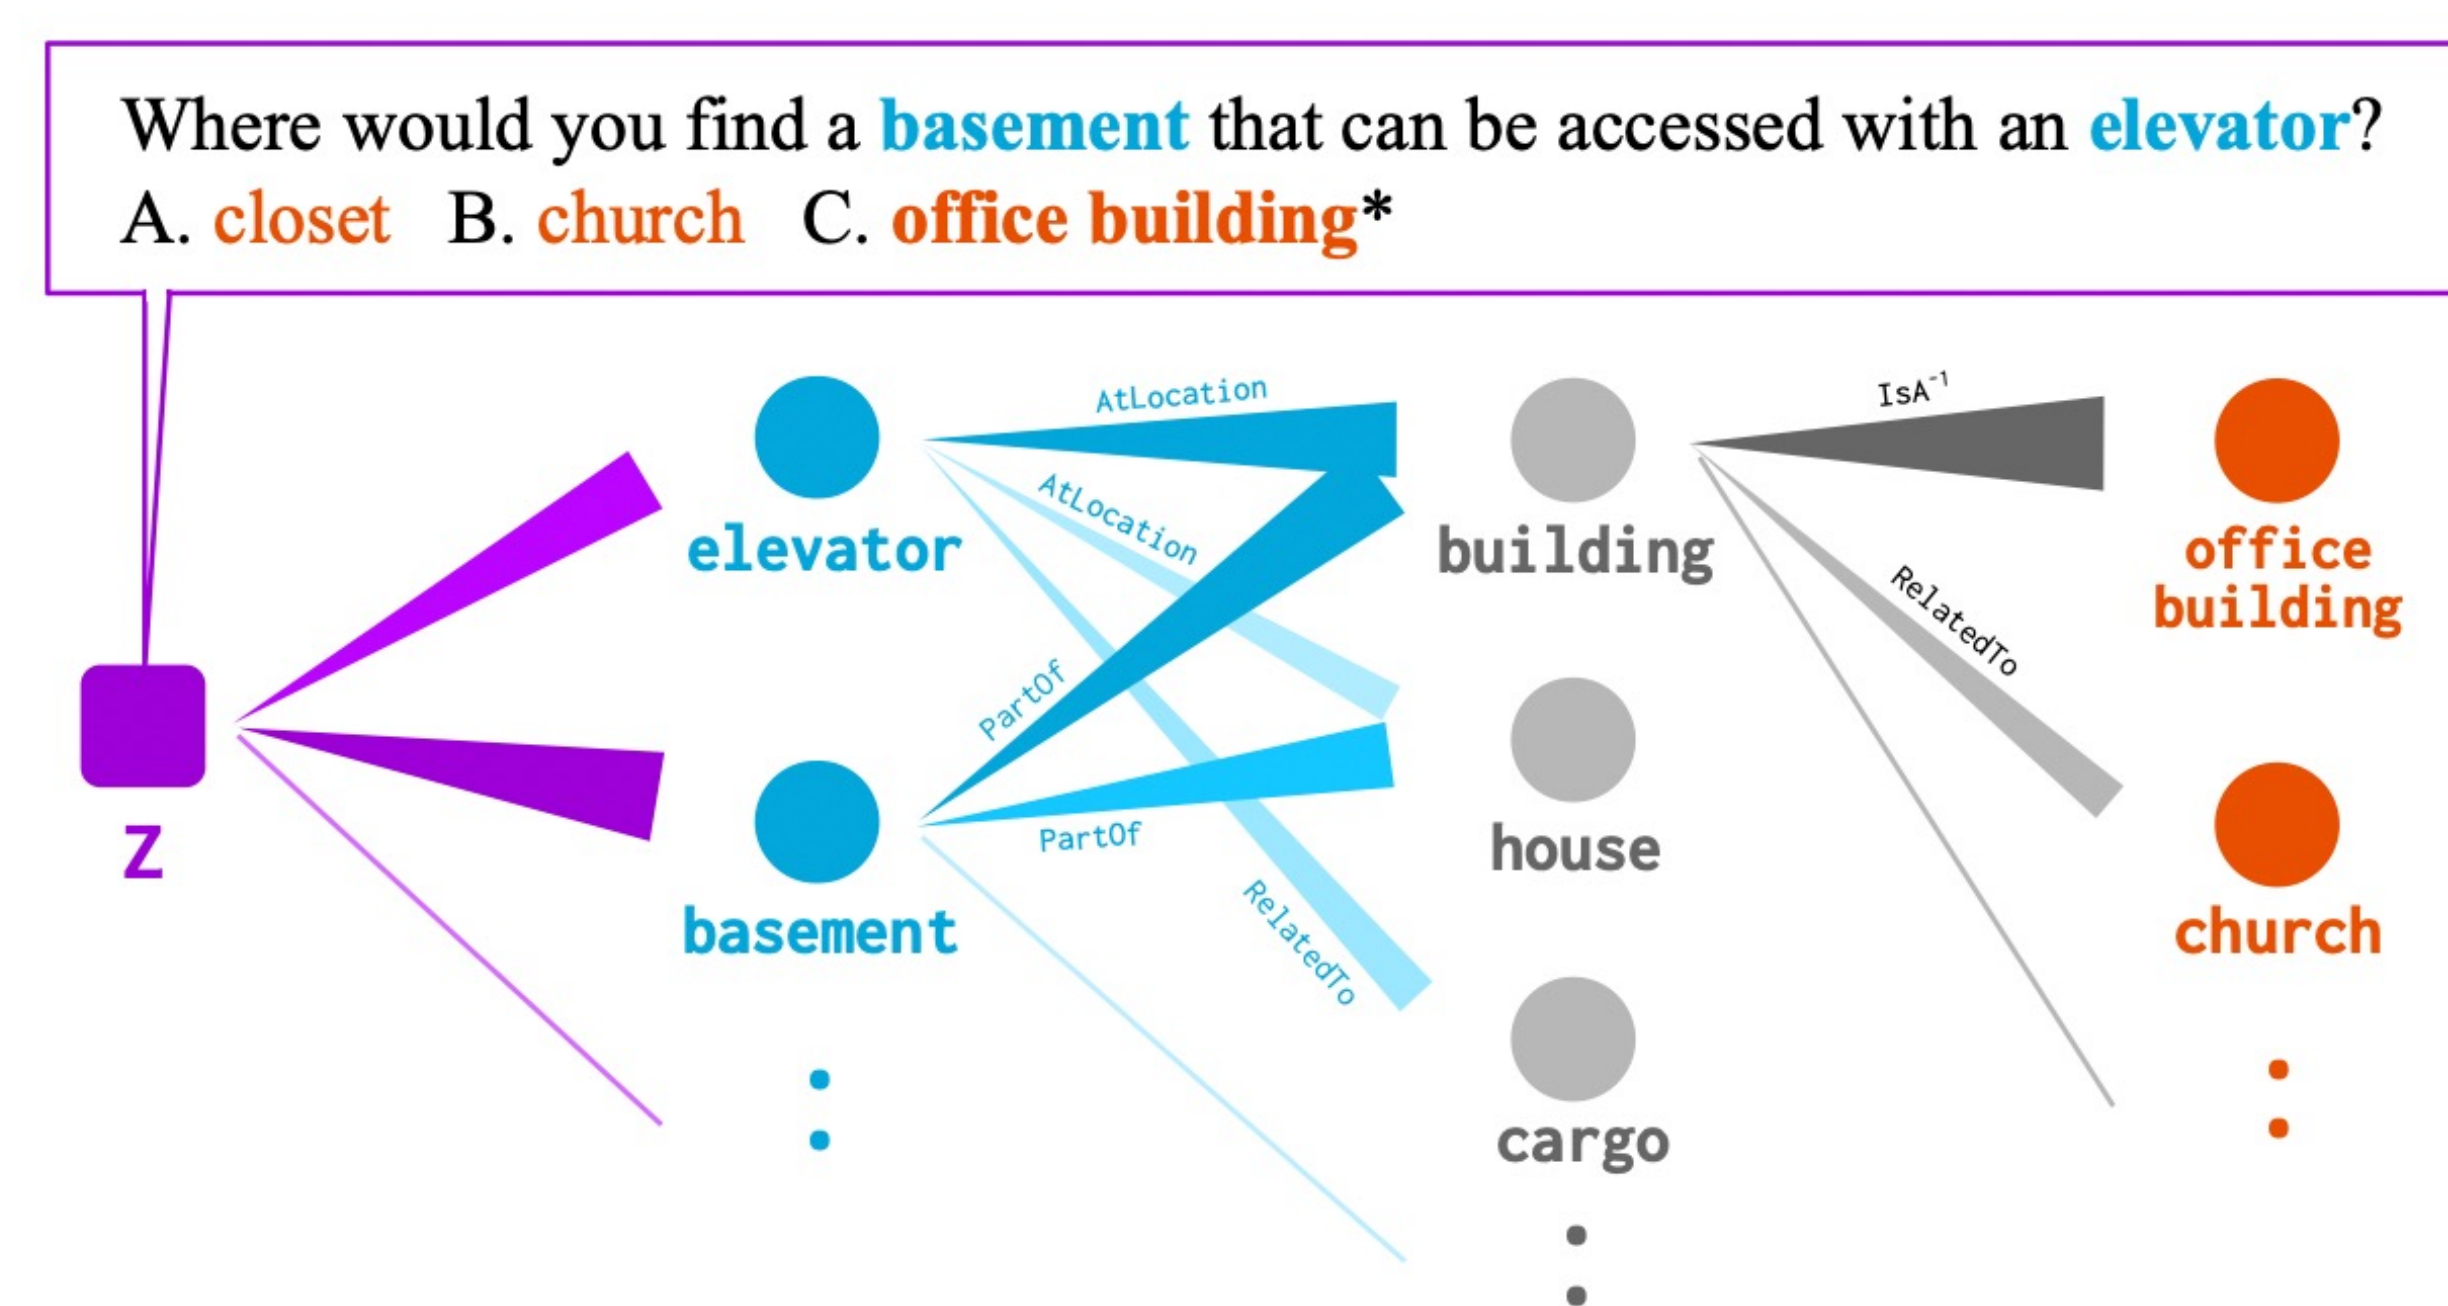 Where would you find a basement that can be accessed with an elevator?
A. closet B. church C. office building*
AtLocation
IsA⁻¹
AtLocation
elevator
building
office
building
RelatedTo
PartOf
Z
PartOf
house
RelatedTo
basement
church
cargo